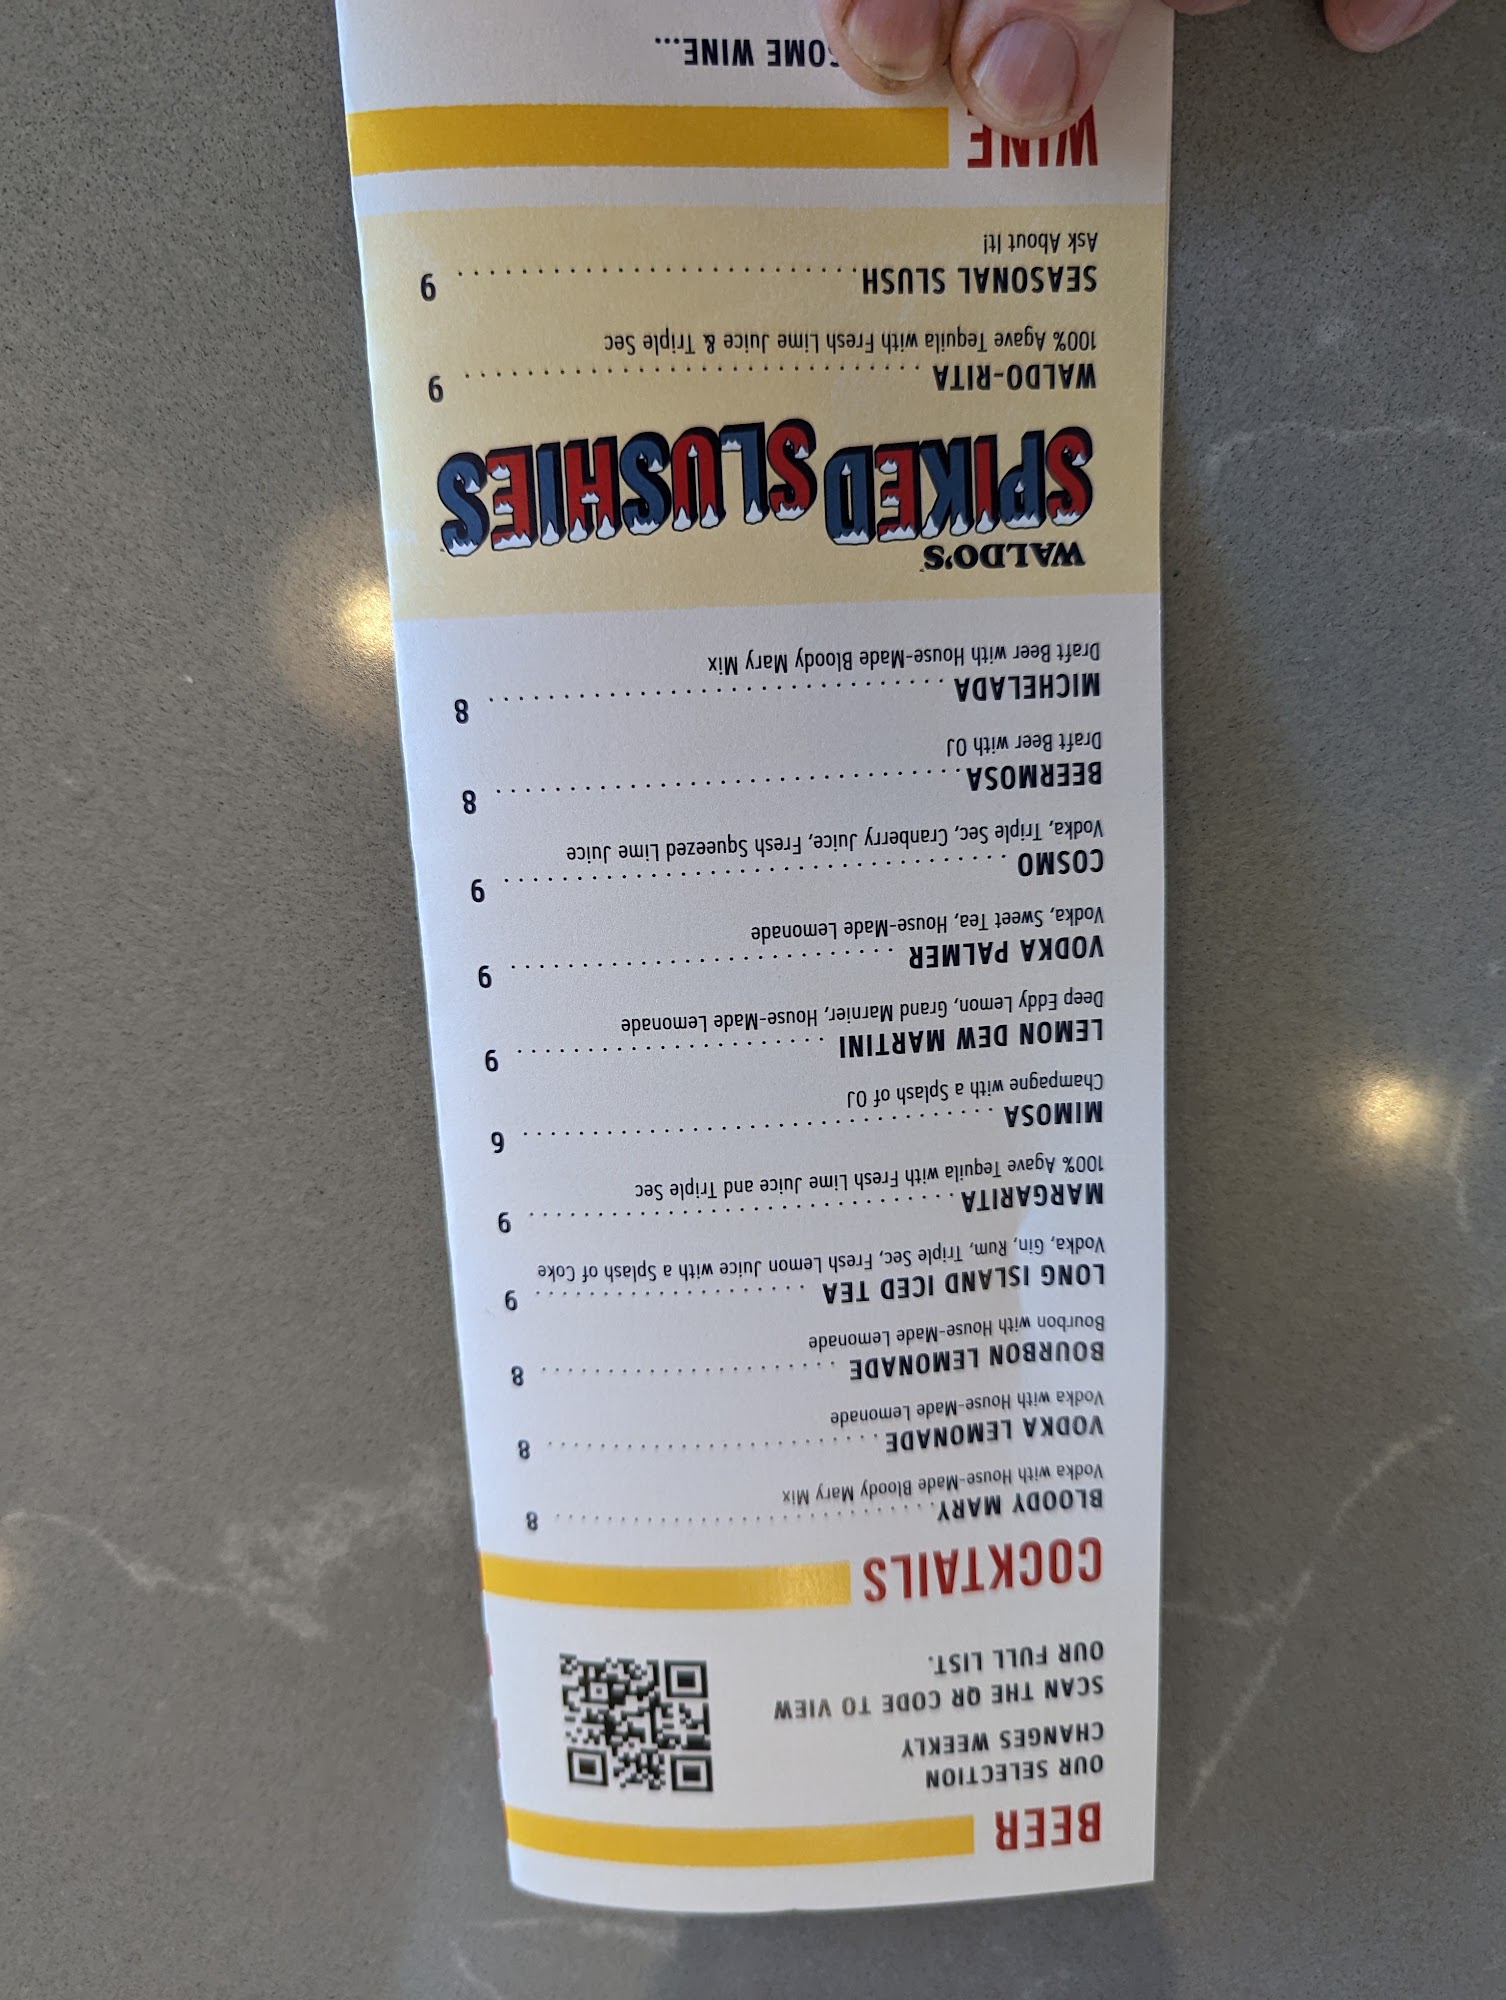 BEER
OUR SELECTION
CHANGES WEEKLY
SCAN THE QR CODE TO VIEW
OUR FULL LIST.
COCKTAILS
BLOODY MARY 8
Vodka with House-Made Bloody Mary Mix
VODKA LEMONADE 8
Vodka with House-Made Lemonade
BOURBON LEMONADE 8
Bourbon with House-Made Lemonade
LONG ISLAND ICED TEA 9
Vodka, Gin, Rum, Triple Sec, Fresh Lemon Juice with a Splash of Coke
MARGARITA 9
100% Agave Tequila with Fresh Lime Juice and Triple Sec
MIMOSA 6
Champagne with a Splash of OJ
LEMON DEW MARTINI 9
Deep Eddy Lemon, Grand Marnier, House-Made Lemonade
VODKA PALMER 9
Vodka, Sweet Tea, House-Made Lemonade
COSMO 9
Vodka, Triple Sec, Cranberry Juice, Fresh Squeezed Lime Juice
BEERMOSA 8
Draft Beer with OJ
MICHELADA 8
Draft Beer with House-Made Bloody Mary Mix
WALDO'S
SPIKED SLUSHIES
WALDO-RITA 9
100% Agave Tequila with Fresh Lime Juice & Triple Sec
SEASONAL SLUSH 9
Ask About It!
WINE
WINE...